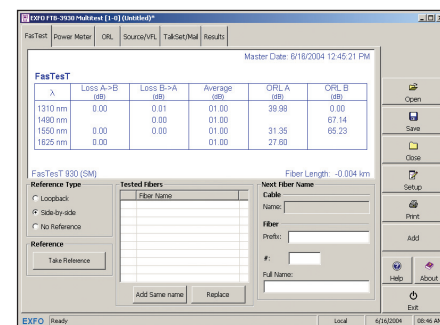 EXFO FTB-3930 Multitest [1-0] (Untitled)*
FasTest Power Meter ORL Source/VFL TalkSet/Mal Results
Master Date: 6/16/2004 12:45:21 PM
FasTesT
λ Loss A->B (dB) Loss B->A (dB) Average (dB) ORL A (dB) ORL B (dB)
1310 nm 0.00 0.01 01.00 39.98 0.00
1490 nm 0.00 01.00 67.14
1550 nm 0.00 0.00 01.00 31.35 65.23
1625 nm 0.00 01.00 27.60
FasTesT 930 (SM) Fiber Length: -0.004 km
Reference Type
Loopback
Side-by-side
No Reference
Reference
Take Reference
Tested Fibers
Fiber Name
Add Same name Replace
Next Fiber Name
Cable
Name:
Fiber
Prefix:
#:
Full Name:
Open
Save
Close
Setup
Print
Add
Help About
Exit
EXFO Ready Local 6/16/2004 08:46 AM